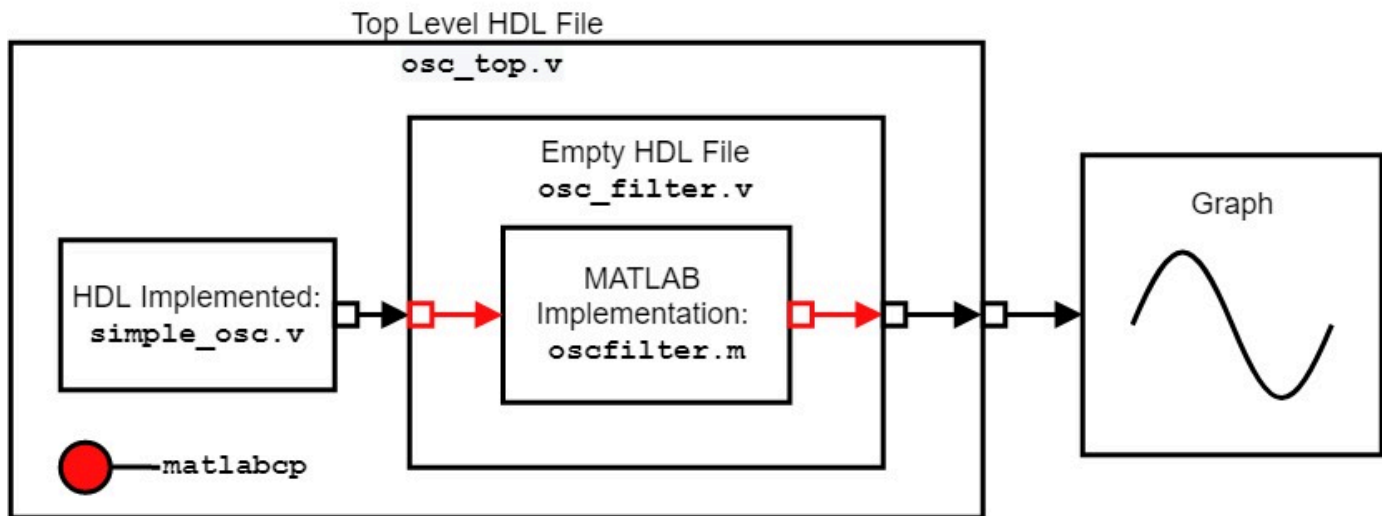 Top Level HDL File
osc_top.v
Empty HDL File
osc_filter.v
HDL Implemented:
simple_osc.v
MATLAB
Implementation:
oscfilter.m
Graph
matlabcp